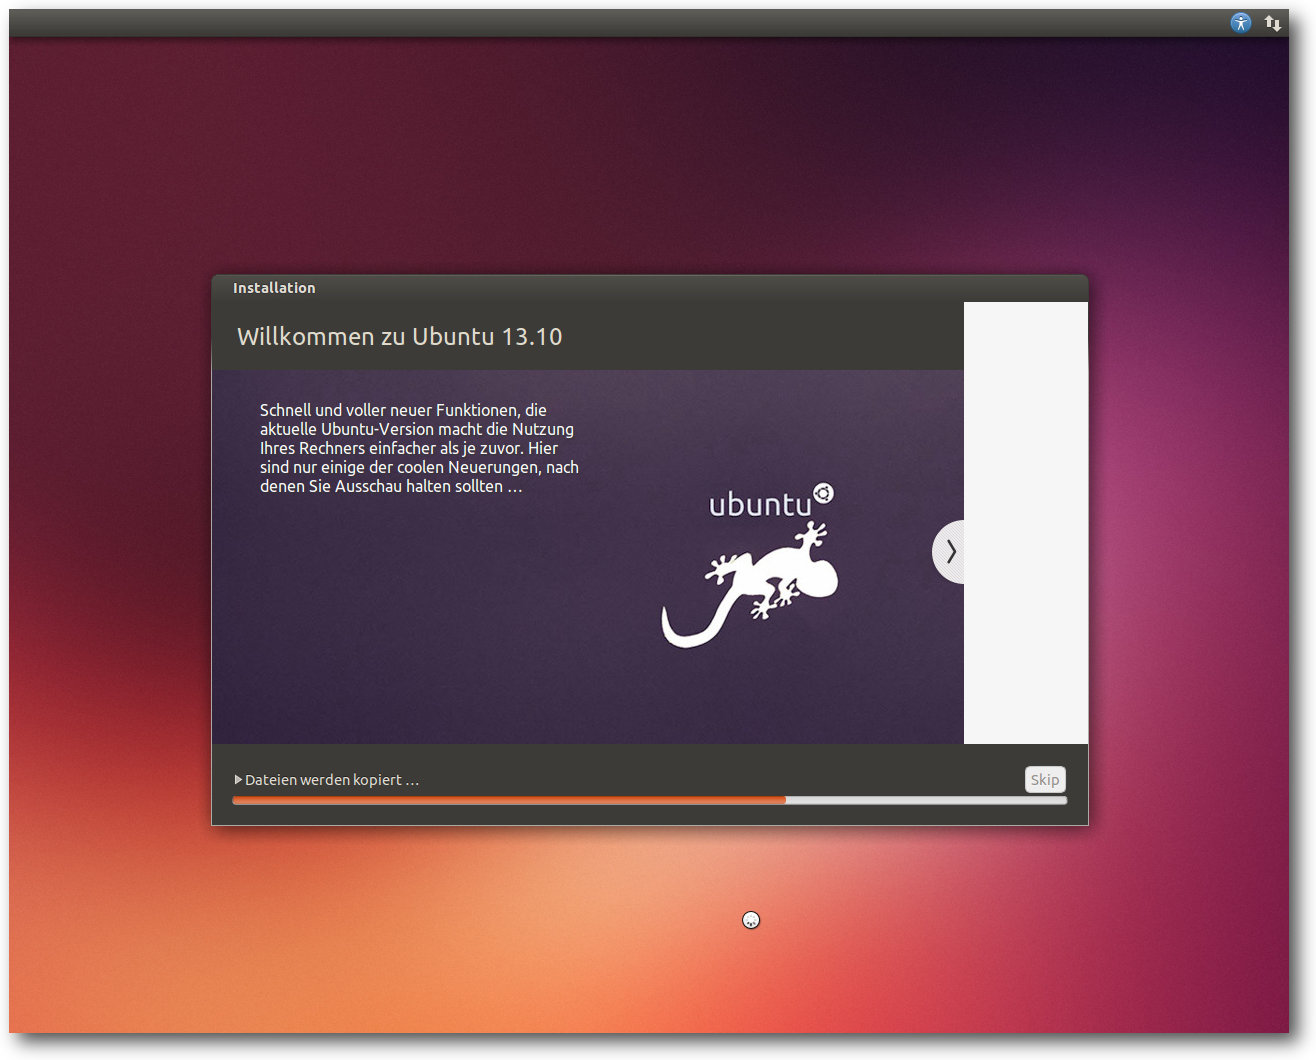 Installation
Willkommen zu Ubuntu 13.10
Schnell und voller neuer Funktionen, die
aktuelle Ubuntu-Version macht die Nutzung
Ihres Rechners einfacher als je zuvor. Hier
sind nur einige der coolen Neuerungen, nach
denen Sie Ausschau halten sollten …
ubuntu
Dateien werden kopiert …
Skip